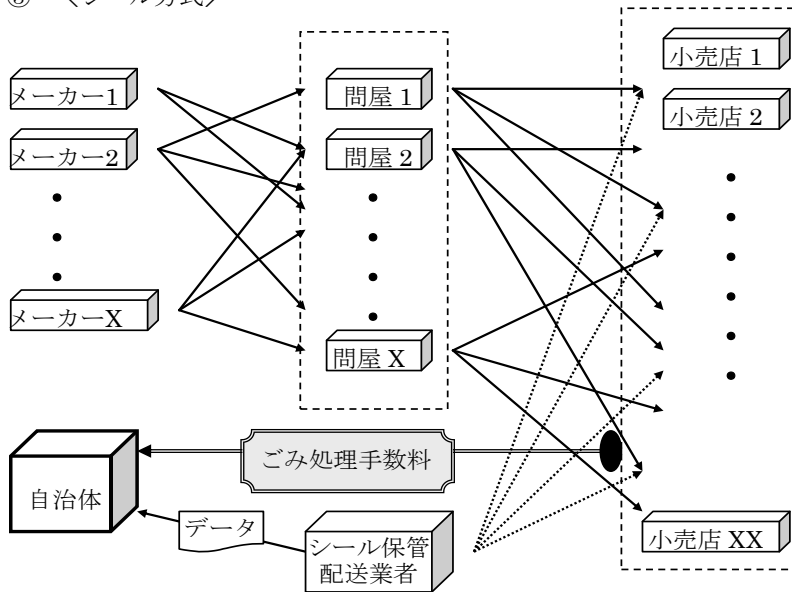 メーカー1
メーカー2
メーカーX
問屋 1
問屋 2
問屋 X
小売店 1
小売店 2
小売店 XX
ごみ処理手数料
自治体
データ
シール保管
配送業者